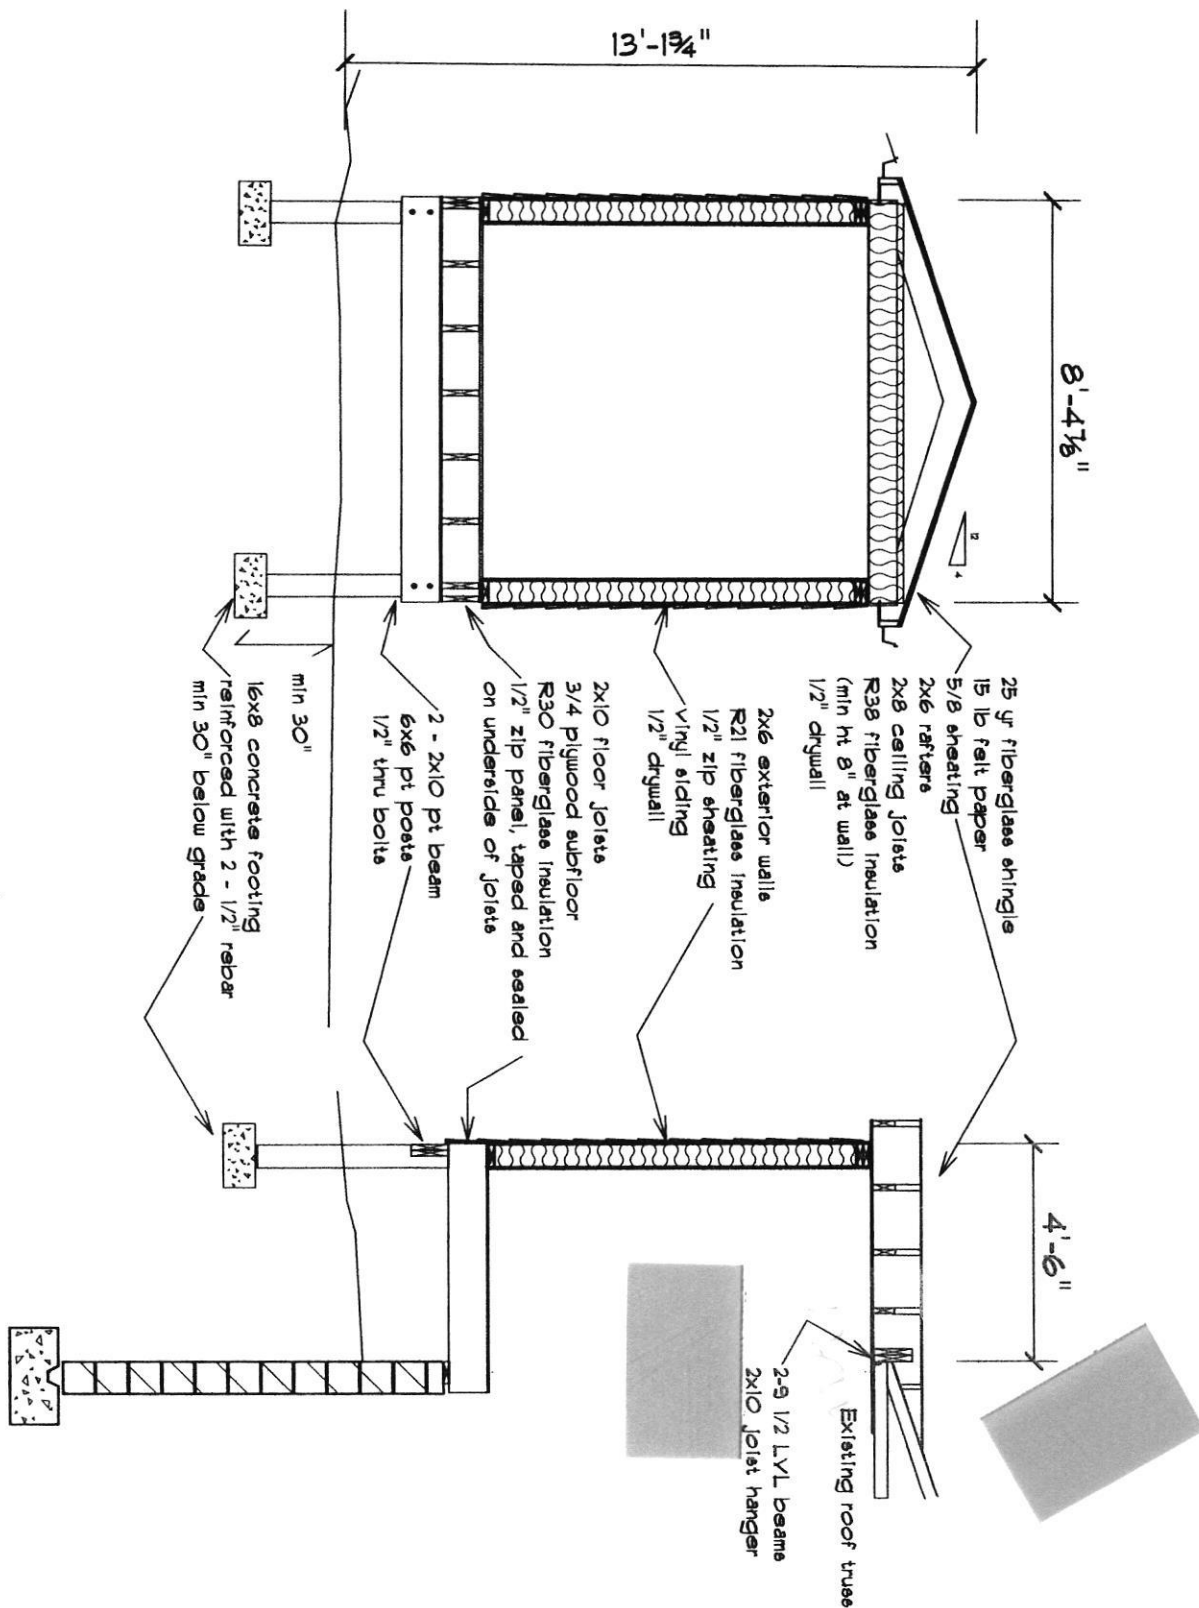 13'-1¾"
8'-4⅞"
12
4
25 yr fiberglass shingle
15 lb felt paper
5/8 sheating
2x6 rafters
2x8 ceiling joists
R38 fiberglass insulation
(min ht 8" at wall)
1/2" drywall
2x6 exterior walls
R21 fiberglass insulation
1/2" zip sheating
vinyl siding
1/2" drywall
2x10 floor joists
3/4 plywood subfloor
R30 fiberglass insulation
1/2" zip panel, taped and sealed
on underside of joists
2 - 2x10 pt beam
6x6 pt posts
1/2" thru bolts
min 30"
16x8 concrete footing
reinforced with 2 - 1/2" rebar
min 30" below grade
4'-6"
Existing roof truss
2-9 1/2 LVL beams
2x10 joist hanger